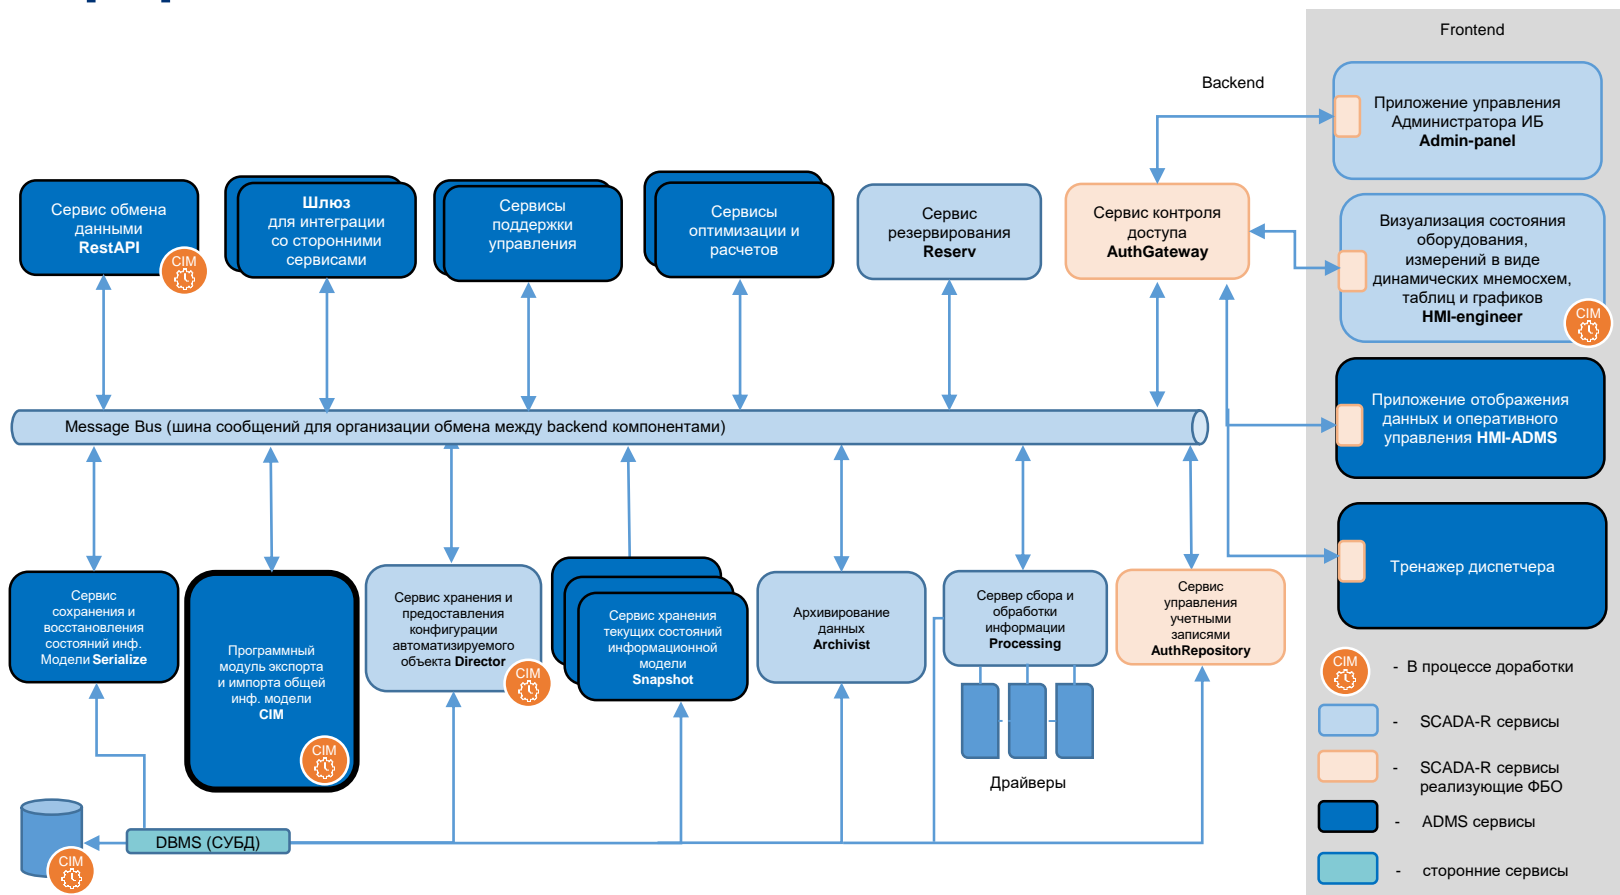 Frontend
Backend
Приложение управления
Администратора ИБ
Admin-panel
Сервис обмена
данными
RestAPI
CIM
Шлюз
для интеграции
со сторонними
сервисами
Сервисы
поддержки
управления
Сервисы
оптимизации и
расчетов
Сервис
резервирования
Reserv
Сервис контроля
доступа
AuthGateway
Визуализация состояния
оборудования,
измерений в виде
динамических мнемосхем,
таблиц и графиков
HMI-engineer
CIM
Message Bus (шина сообщений для организации обмена между backend компонентами)
Приложение отображения
данных и оперативного
управления HMI-ADMS
Тренажер диспетчера
Сервис
сохранения и
восстановления
состояний инф.
Модели Serialize
Программный
модуль экспорта
и импорта общей
инф. модели
CIM
CIM
Сервис хранения и
предоставления
конфигурации
автоматизируемого
объекта Director
CIM
Сервис хранения
текущих состояний
информационной
модели
Snapshot
Архивирование
данных
Archivist
Сервер сбора и
обработки
информации
Processing
Драйверы
Сервис
управления
учетными
записями
AuthRepository
DBMS (СУБД)
CIM
CIM
- В процессе доработки
- SCADA-R сервисы
- SCADA-R сервисы
реализующие ФБО
- ADMS сервисы
- сторонние сервисы